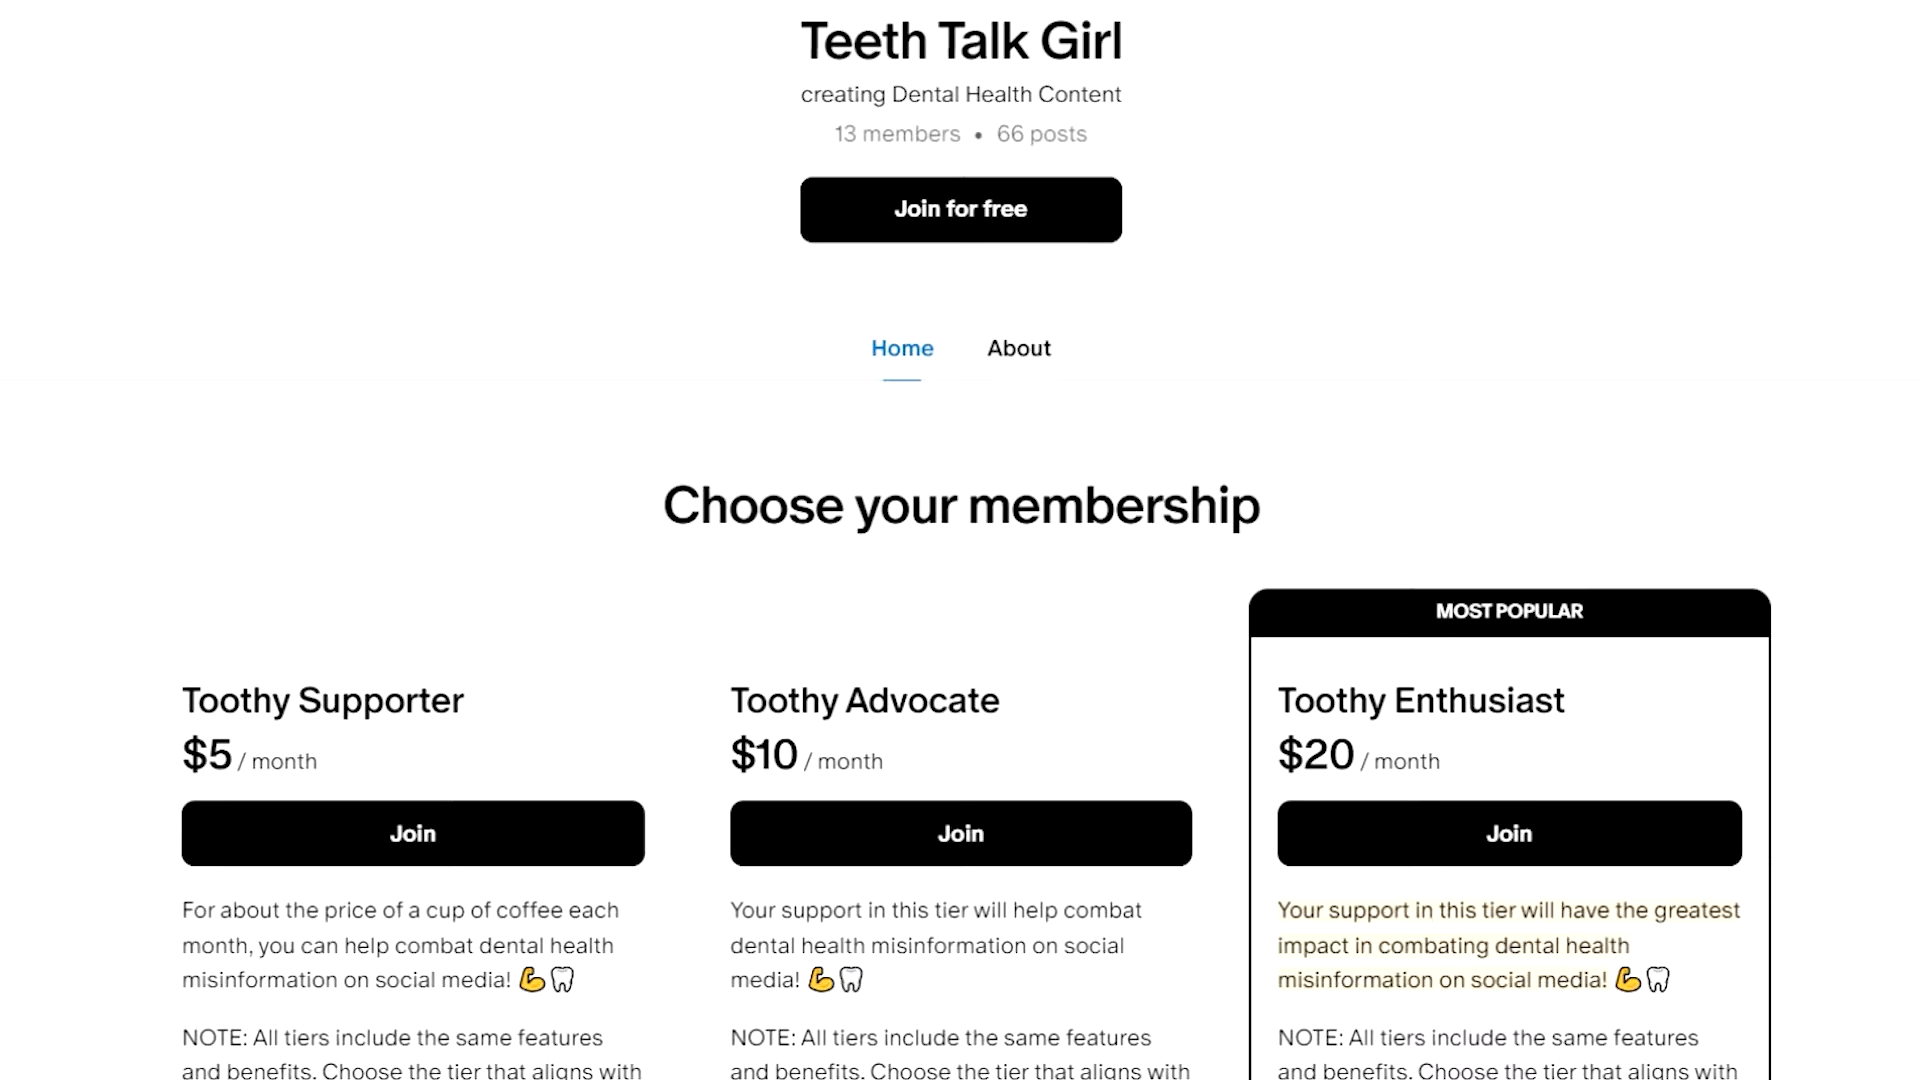 Teeth Talk Girl
creating Dental Health Content
13 members • 66 posts
Join for free
Home About
Choose your membership
MOST POPULAR
Toothy Supporter
$5 / month
Join
For about the price of a cup of coffee each
month, you can help combat dental health
misinformation on social media! 💪🦷
NOTE: All tiers include the same features
and benefits. Choose the tier that aligns with
Toothy Advocate
$10 / month
Join
Your support in this tier will help combat
dental health misinformation on social
media! 💪🦷
NOTE: All tiers include the same features
and benefits. Choose the tier that aligns with
Toothy Enthusiast
$20 / month
Join
Your support in this tier will have the greatest
impact in combating dental health
misinformation on social media! 💪🦷
NOTE: All tiers include the same features
and benefits. Choose the tier that aligns with